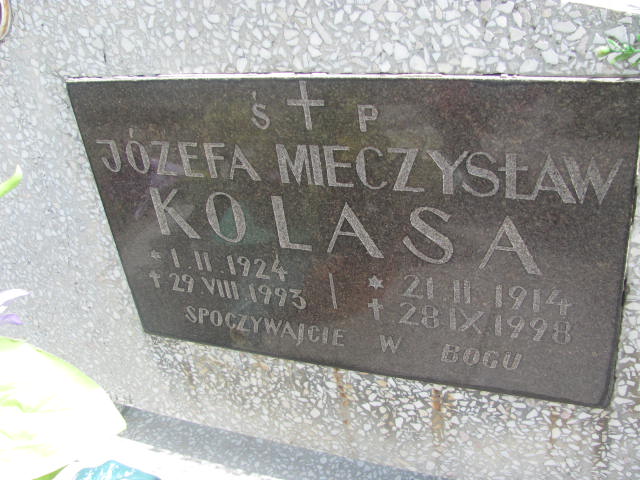 Ś P
JÓZEFA MIECZYSŁAW
KOLASA
* 1.II.1924 * 21.II.1914
✝ 29 VIII 1993 ✝ 28.IX.1998
SPOCZYWAJCIE W BOGU